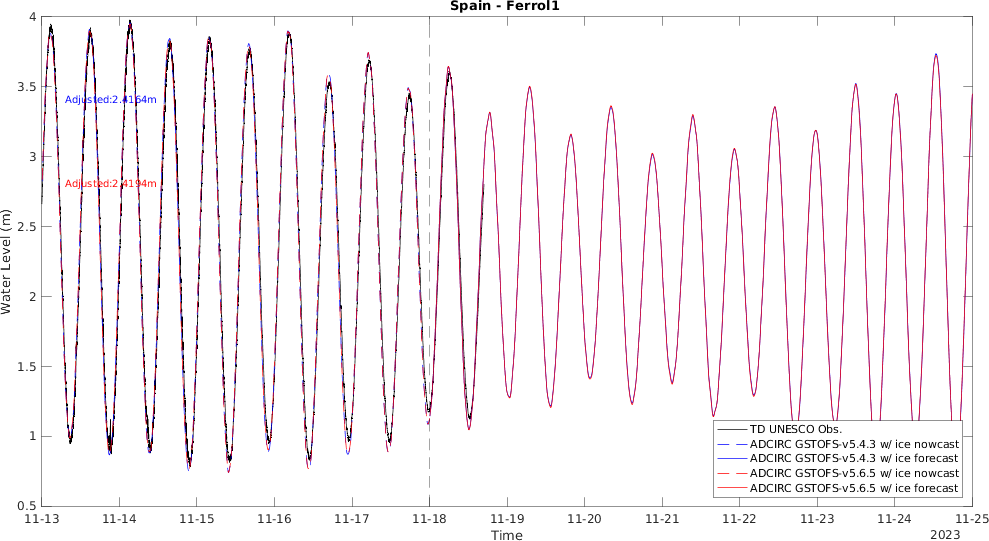 Spain - Ferrol1
4
3.5
3
2.5
2
1.5
1
0.5
Water Level (m)
Adjusted:2.4164m
Adjusted:2.4194m
TD UNESCO Obs.
ADCIRC GSTOFS-v5.4.3 w/ ice nowcast
ADCIRC GSTOFS-v5.4.3 w/ ice forecast
ADCIRC GSTOFS-v5.6.5 w/ ice nowcast
ADCIRC GSTOFS-v5.6.5 w/ ice forecast
11-13 11-14 11-15 11-16 11-17 11-18 11-19 11-20 11-21 11-22 11-23 11-24 11-25
Time
2023